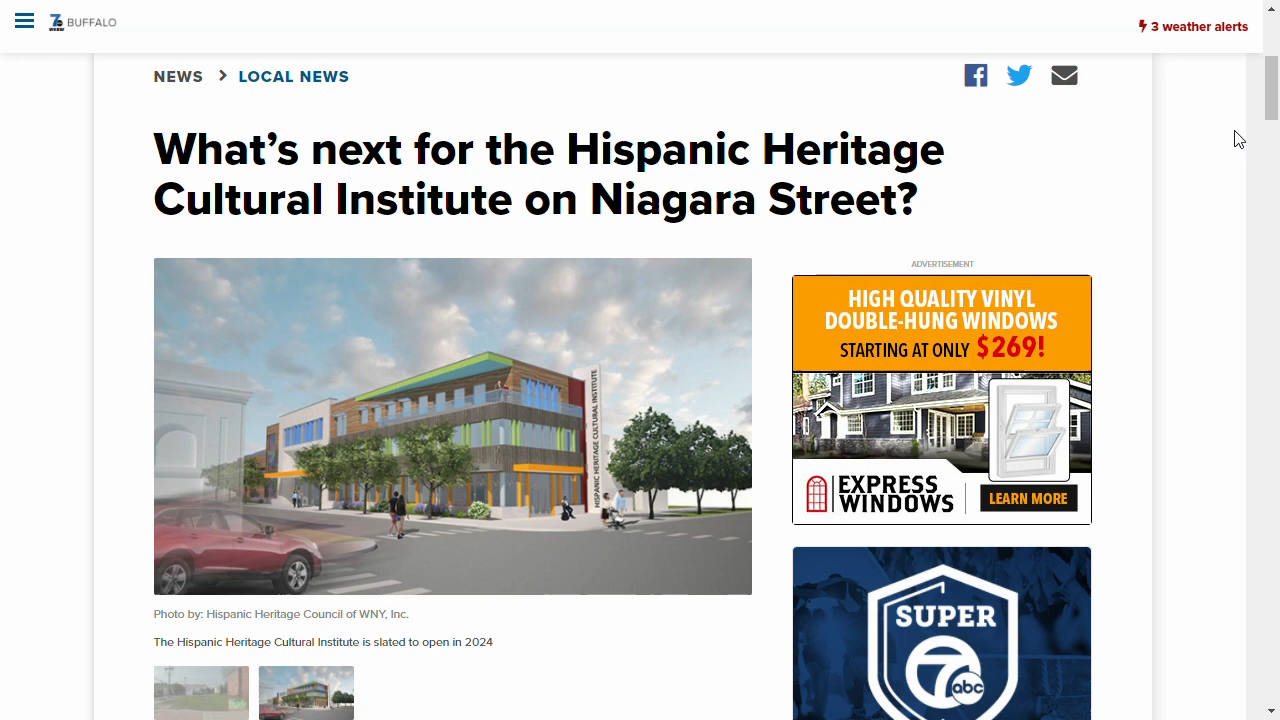 7 BUFFALO
WKBW
3 weather alerts
NEWS > LOCAL NEWS
What's next for the Hispanic Heritage
Cultural Institute on Niagara Street?
ADVERTISEMENT
HIGH QUALITY VINYL
DOUBLE-HUNG WINDOWS
STARTING AT ONLY $269!
HISPANIC HERITAGE CULTURAL INSTITUTE
EXPRESS
WINDOWS
LEARN MORE
SUPER
7
abc
Photo by: Hispanic Heritage Council of WNY, Inc.
The Hispanic Heritage Cultural Institute is slated to open in 2024